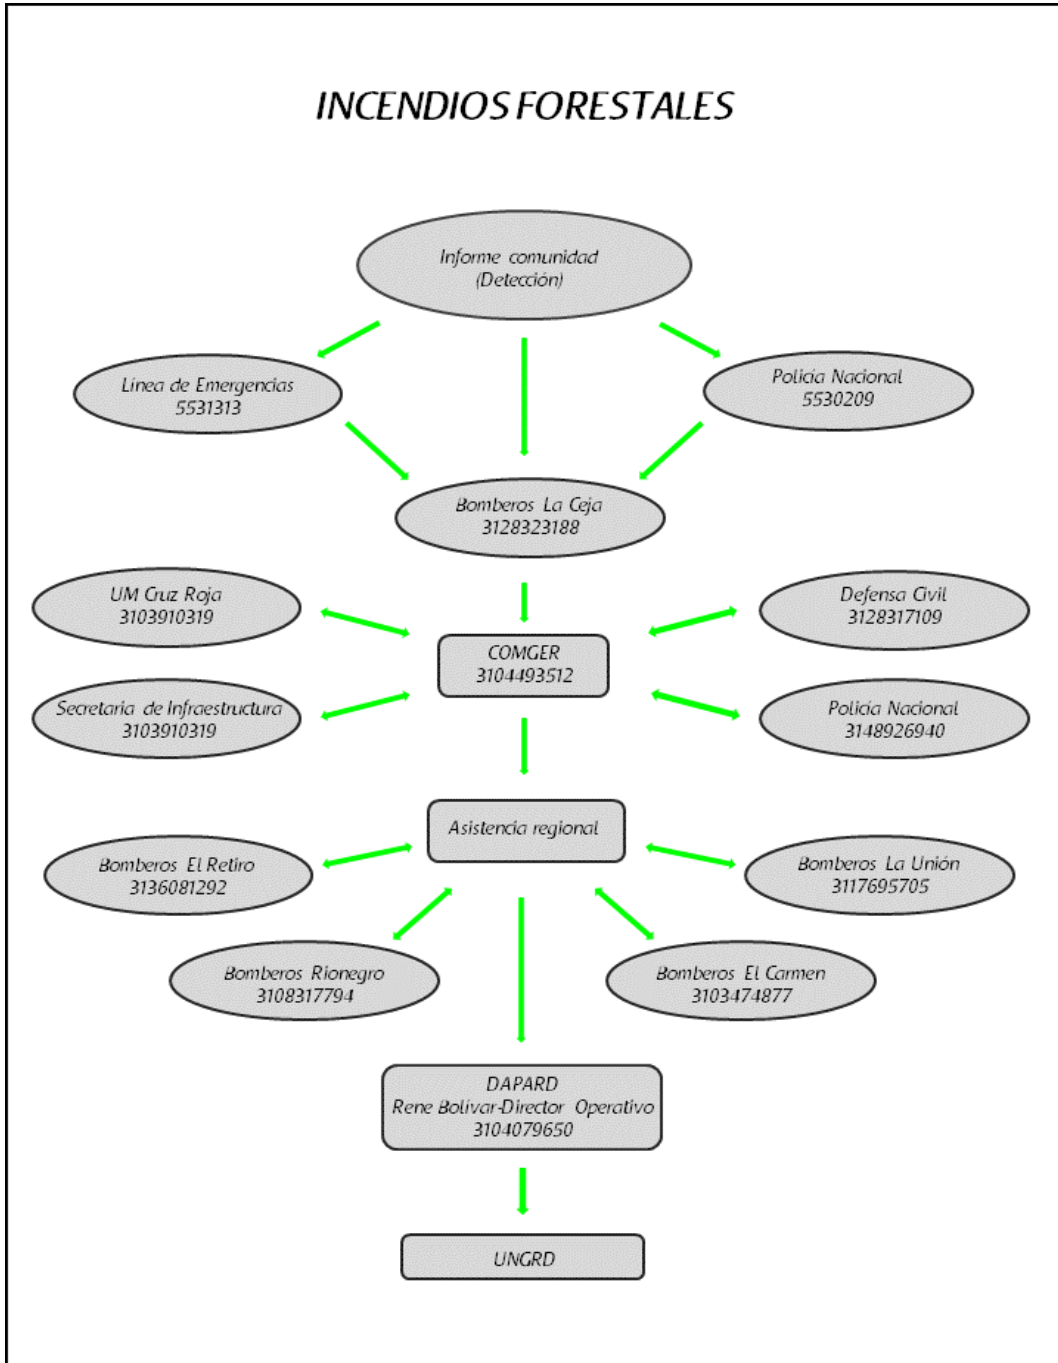 INCENDIOS FORESTALES
Informe comunidad
(Detección)
Línea de Emergencias
5531313
Policía Nacional
5530209
Bomberos La Ceja
3128323188
UM Cruz Roja
3103910319
Defensa Civil
3128317109
COMGER
3104493512
Secretaria de Infraestructura
3103910319
Policía Nacional
3148926940
Asistencia regional
Bomberos El Retiro
3136081292
Bomberos La Unión
3117695705
Bomberos Rionegro
3108317794
Bomberos El Carmen
3103474877
DAPARD
Rene Bolívar-Director Operativo
3104079650
UNGRD